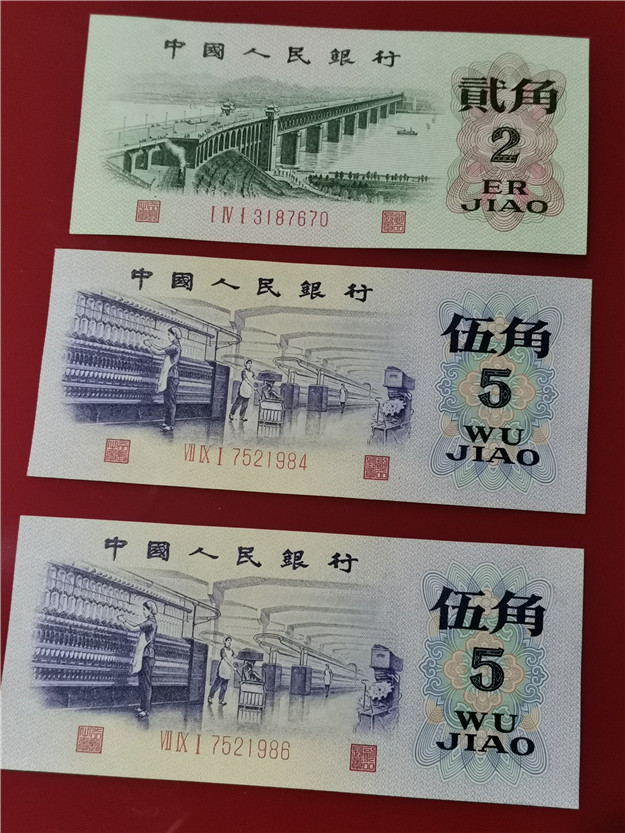 中國人民銀行
貳角
2
ER
JIAO
I IV I 3187670
中國人民銀行
伍角
5
WU
JIAO
VII IX I 7521984
中國人民銀行
伍角
5
WU
JIAO
VII IX I 7521986